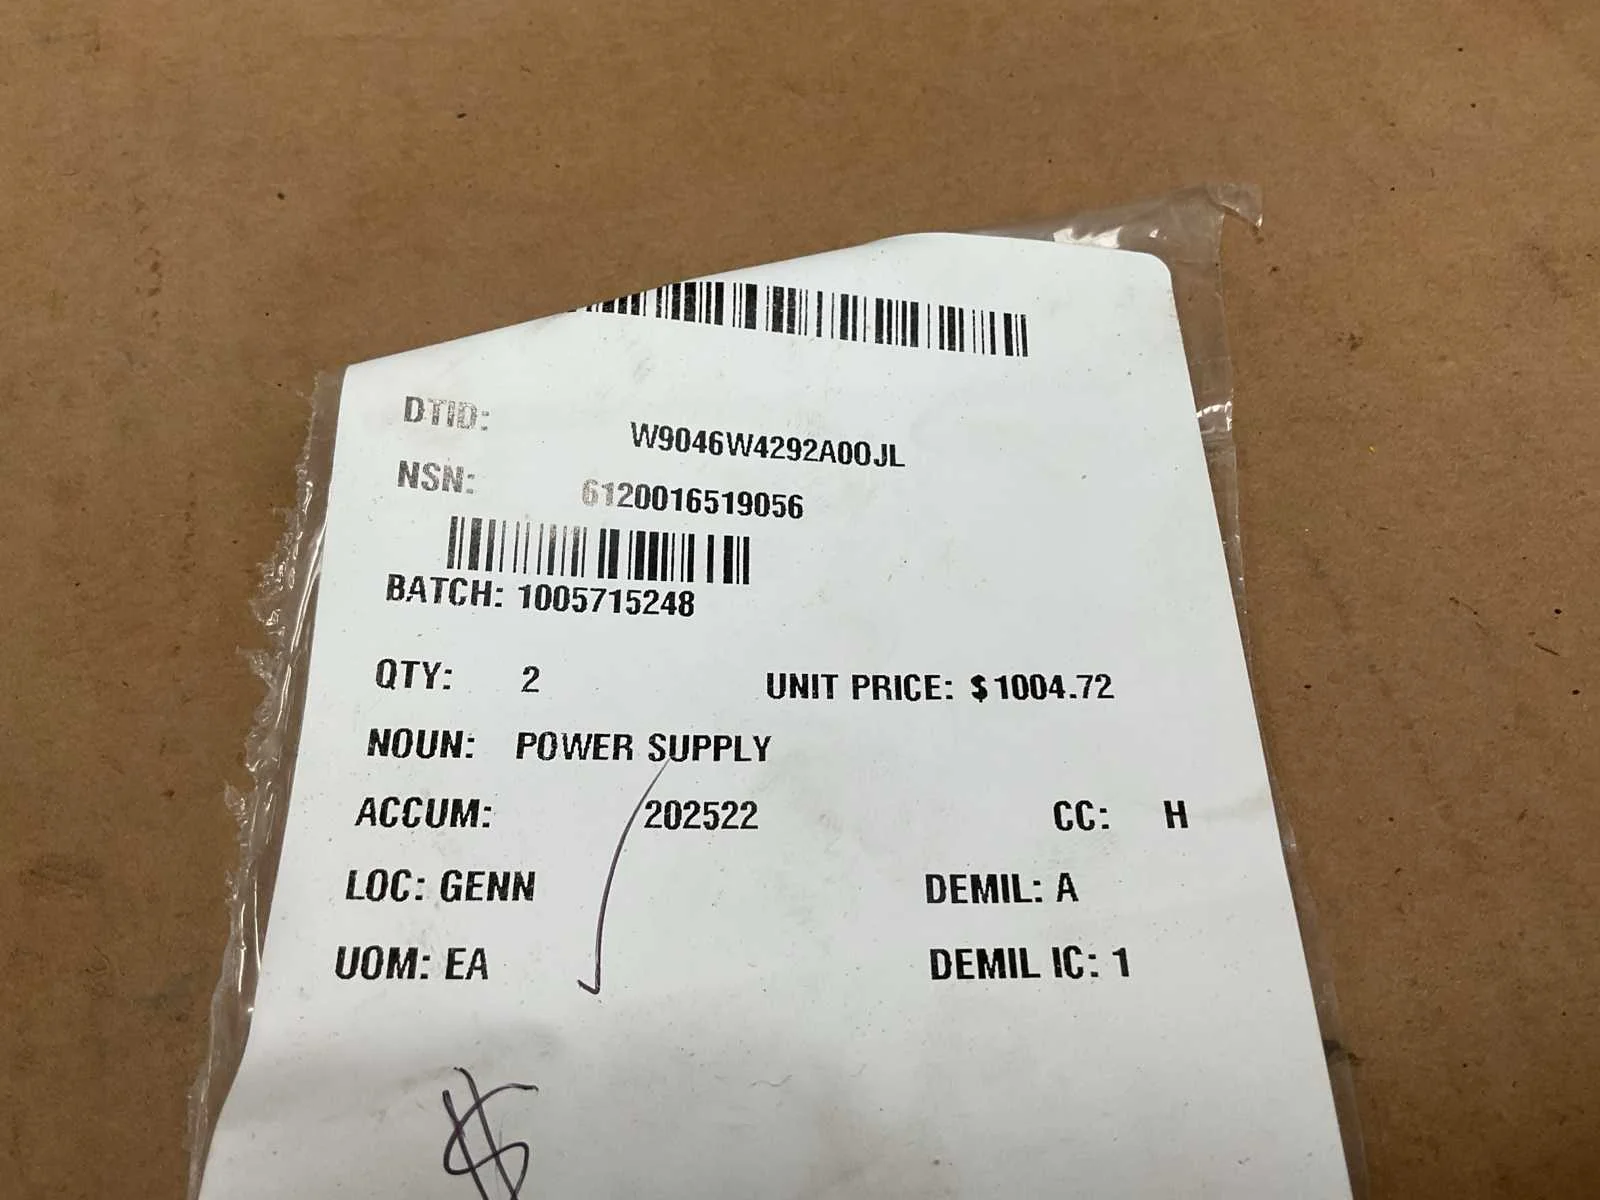 DTID: W9046W4292A00JL
NSN: 6120016519056
BATCH: 1005715248
QTY: 2 UNIT PRICE: $1004.72
NOUN: POWER SUPPLY
ACCUM: 202522 CC: H
LOC: GENN DEMIL: A
UOM: EA DEMIL IC: 1
$